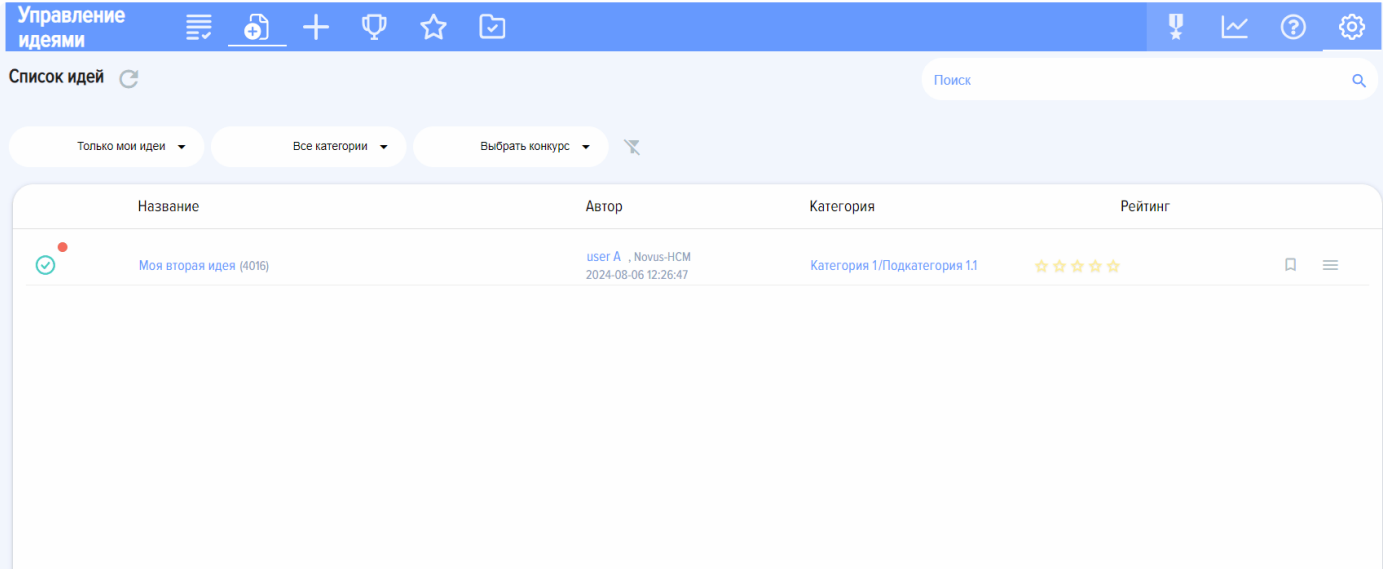 Управление
идеями
Список идей
Поиск
Только мои идеи
Все категории
Выбрать конкурс
Название
Автор
Категория
Рейтинг
Моя вторая идея (4016)
user A , Novus-HCM
2024-08-06 12:26:47
Категория 1/Подкатегория 1.1